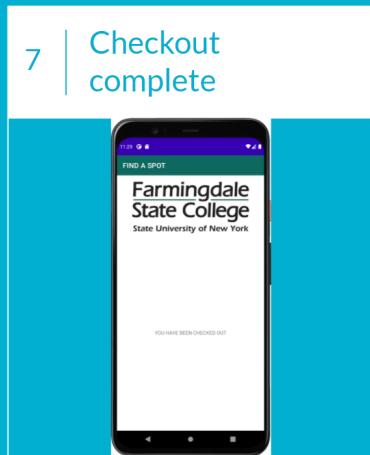 7
Checkout
complete
11:29
FIND A SPOT
Farmingdale
State College
State University of New York
YOU HAVE BEEN CHECKED OUT